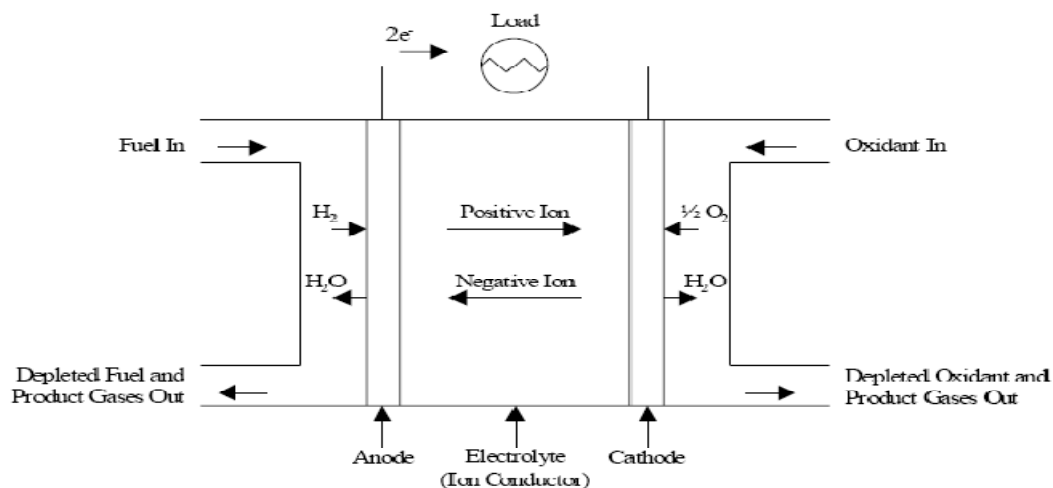 Load
2e-
Fuel In
Oxidant In
H2
Positive Ion
½ O2
H2O
Negative Ion
H2O
Depleted Fuel and
Product Gases Out
Depleted Oxidant and
Product Gases Out
Anode
Electrolyte
(Ion Conductor)
Cathode